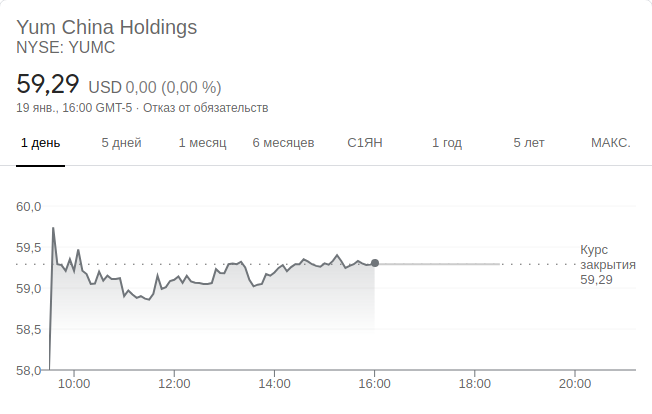 Yum China Holdings
NYSE: YUMC
59,29 USD 0,00 (0,00 %)
19 янв., 16:00 GMT-5 · Отказ от обязательств
1 день 5 дней 1 месяц 6 месяцев С1ЯН 1 год 5 лет МАКС.
60,0
59,5
59,0
58,5
58,0
Курс
закрытия
59,29
10:00 12:00 14:00 16:00 18:00 20:00